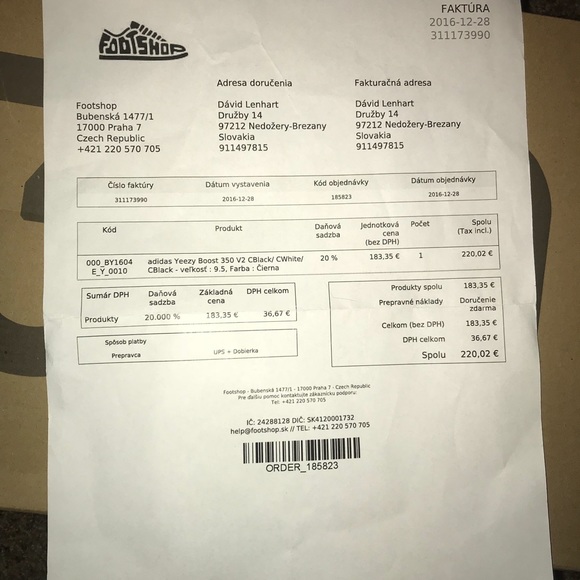 FAKTÚRA
2016-12-28
311173990
FOOTSHOP
Adresa doručenia
Fakturačná adresa
Footshop
Bubenská 1477/1
17000 Praha 7
Czech Republic
+421 220 570 705
Dávid Lenhart
Družby 14
97212 Nedožery-Brezany
Slovakia
911497815
Dávid Lenhart
Družby 14
97212 Nedožery-Brezany
Slovakia
911497815
Číslo faktúry Dátum vystavenia Kód objednávky Dátum objednávky
311173990 2016-12-28 185823 2016-12-28
Kód Produkt Daňová sadzba Jednotková cena (bez DPH) Počet Spolu (Tax incl.)
000_BY1604 adidas Yeezy Boost 350 V2 CBlack/ CWhite/ 20 % 183,35 € 1 220,02 €
E_Y_0010 CBlack - veľkosť : 9.5, Farba : Čierna
Sumár DPH Daňová sadzba Základná cena DPH celkom
Produkty 20.000 % 183,35 € 36,67 €
Spôsob platby
Prepravca UPS + Dobierka
Produkty spolu 183,35 €
Prepravné náklady Doručenie zdarma
Celkom (bez DPH) 183,35 €
DPH celkom 36,67 €
Spolu 220,02 €
Footshop - Bubenská 1477/1 - 17000 Praha 7 - Czech Republic
Pre ďalšiu pomoc kontaktujte zákaznícku podporu:
Tel: +421 220 570 705
IČ: 24288128 DIČ: SK4120001732
help@footshop.sk // TEL: +421 220 570 705
ORDER_185823